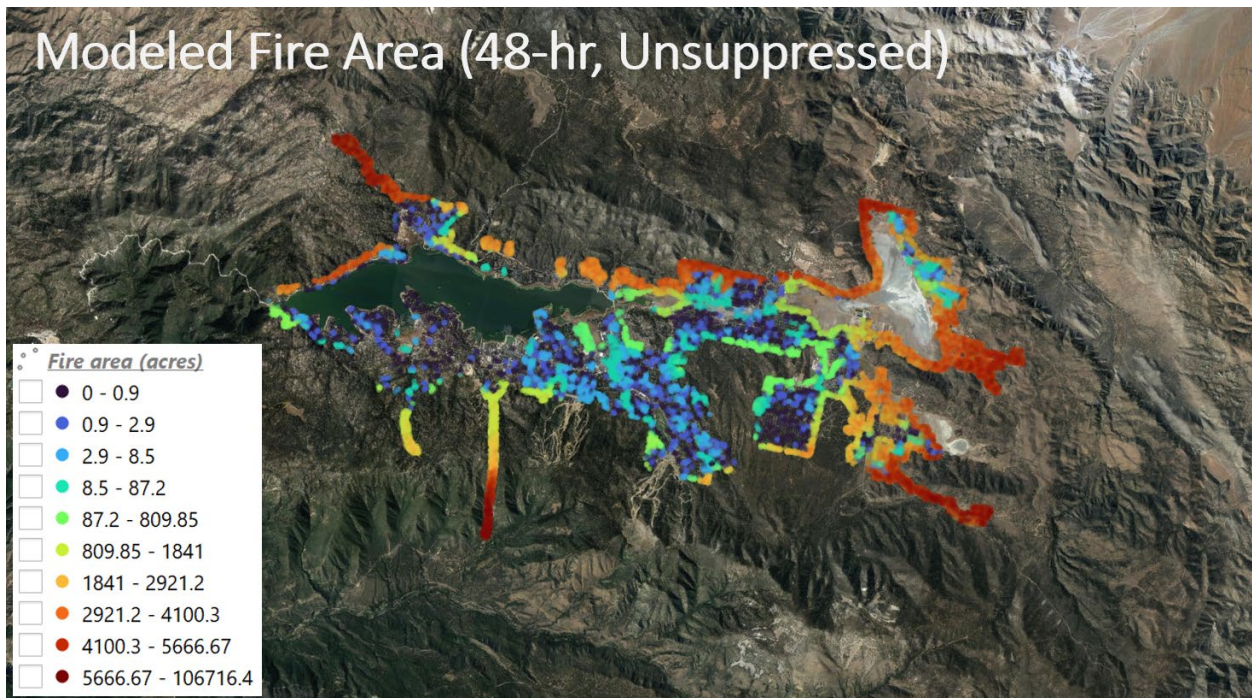 Modeled Fire Area (48-hr, Unsuppressed)
Fire area (acres)
0 - 0.9
0.9 - 2.9
2.9 - 8.5
8.5 - 87.2
87.2 - 809.85
809.85 - 1841
1841 - 2921.2
2921.2 - 4100.3
4100.3 - 5666.67
5666.67 - 106716.4